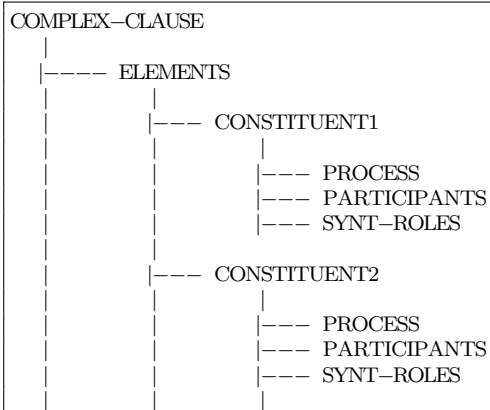 COMPLEX−CLAUSE
|
|−−−− ELEMENTS
| |
| |−−− CONSTITUENT1
| | |
| | |−−− PROCESS
| | |−−− PARTICIPANTS
| | |−−− SYNT−ROLES
| |
| |−−− CONSTITUENT2
| | |
| | |−−− PROCESS
| | |−−− PARTICIPANTS
| | |−−− SYNT−ROLES
| | |